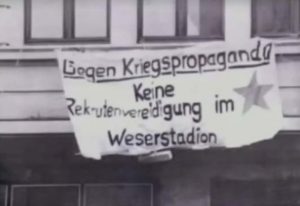 Gegen Kriegspropaganda
Keine
Rekrutenvereidigung im
Weserstadion